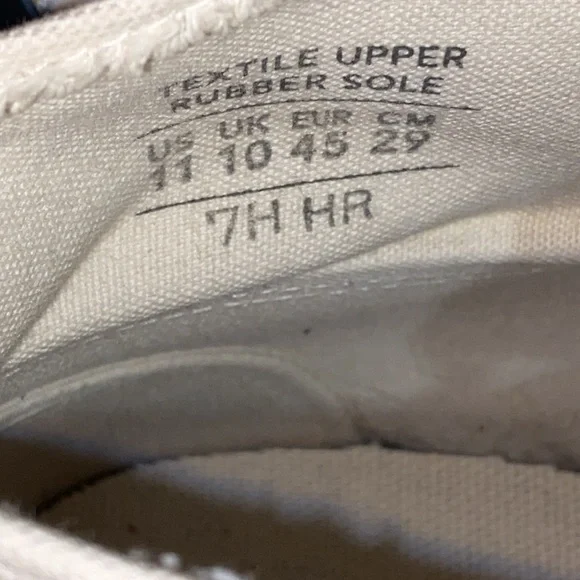 TEXTILE UPPER
RUBBER SOLE
US UK EUR CM
11 10 45 29
7H HR